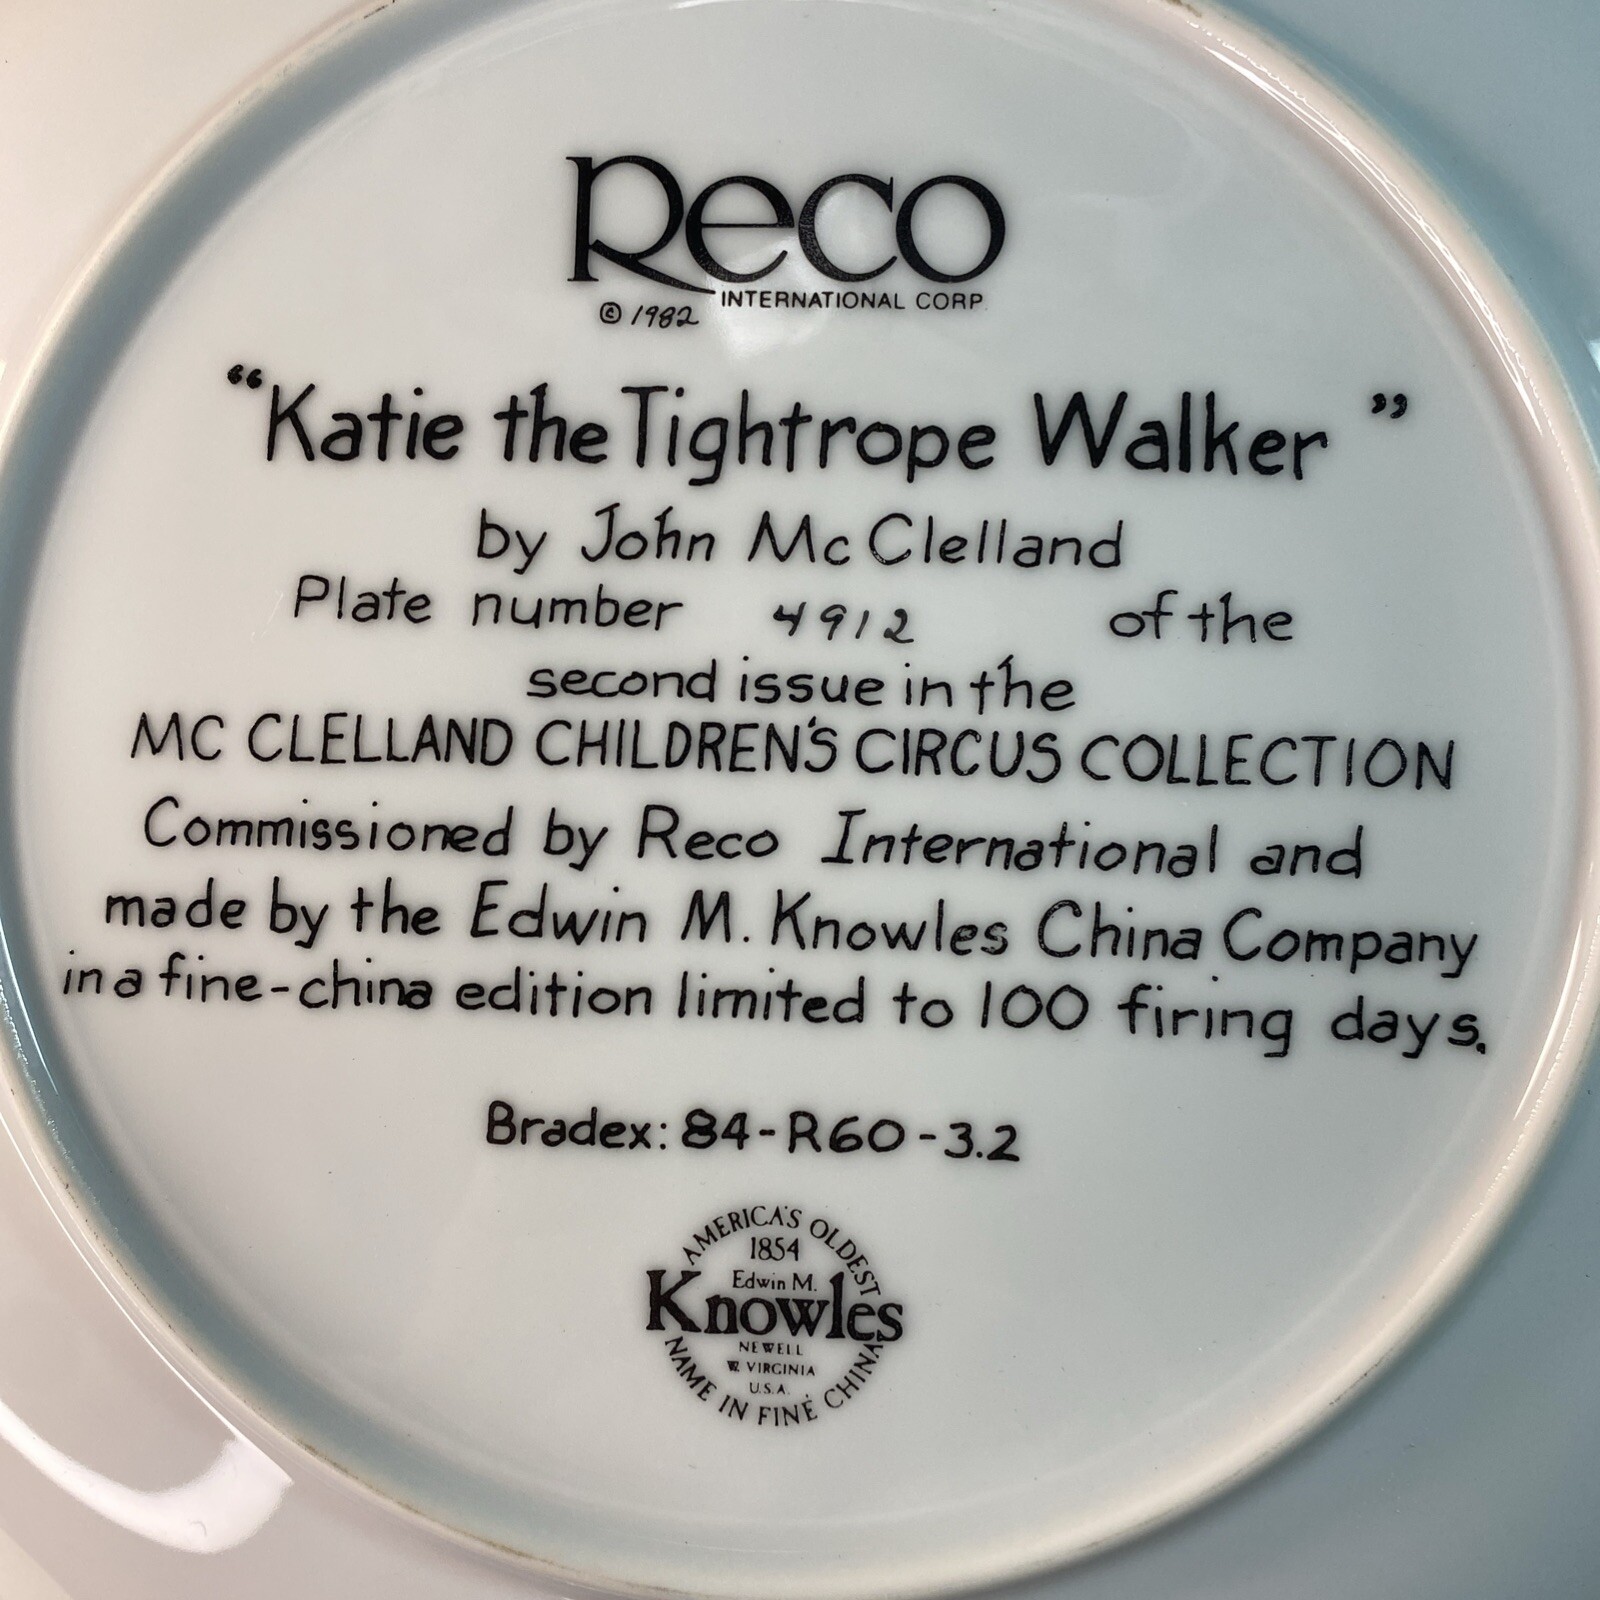 Reco
INTERNATIONAL CORP.
© 1982
"Katie the Tightrope Walker"
by John McClelland
Plate number 4912 of the
second issue in the
MC CLELLAND CHILDREN'S CIRCUS COLLECTION
Commissioned by Reco International and
made by the Edwin M. Knowles China Company
in a fine-china edition limited to 100 firing days.
Bradex: 84-R60-3.2
AMERICA'S OLDEST
1854
Edwin M.
Knowles
NEWELL
W. VIRGINIA
U.S.A.
NAME IN FINE CHINA